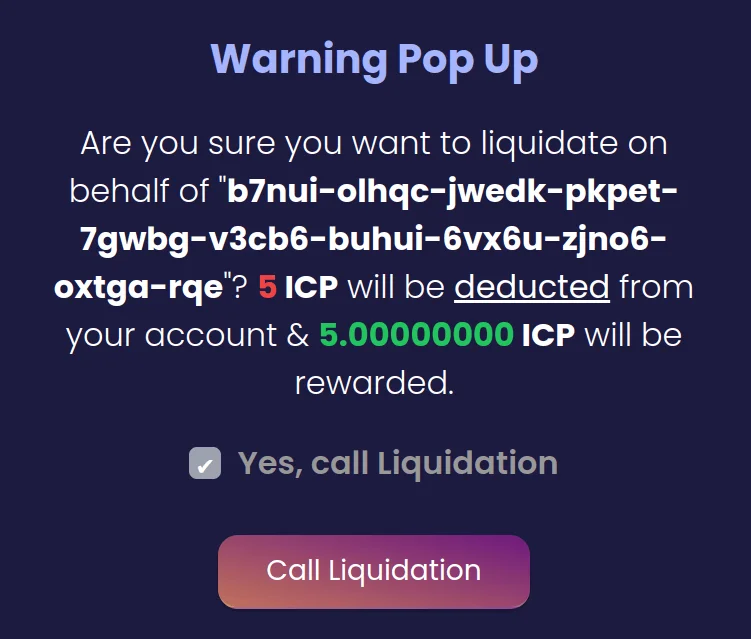 Warning Pop Up
Are you sure you want to liquidate on
behalf of "b7nui-olhqc-jwedk-pkpet-
7gwbg-v3cb6-buhui-6vx6u-zjno6-
oxtga-rqe"? 5 ICP will be deducted from
your account & 5.00000000 ICP will be
rewarded.
✔ Yes, call Liquidation
Call Liquidation